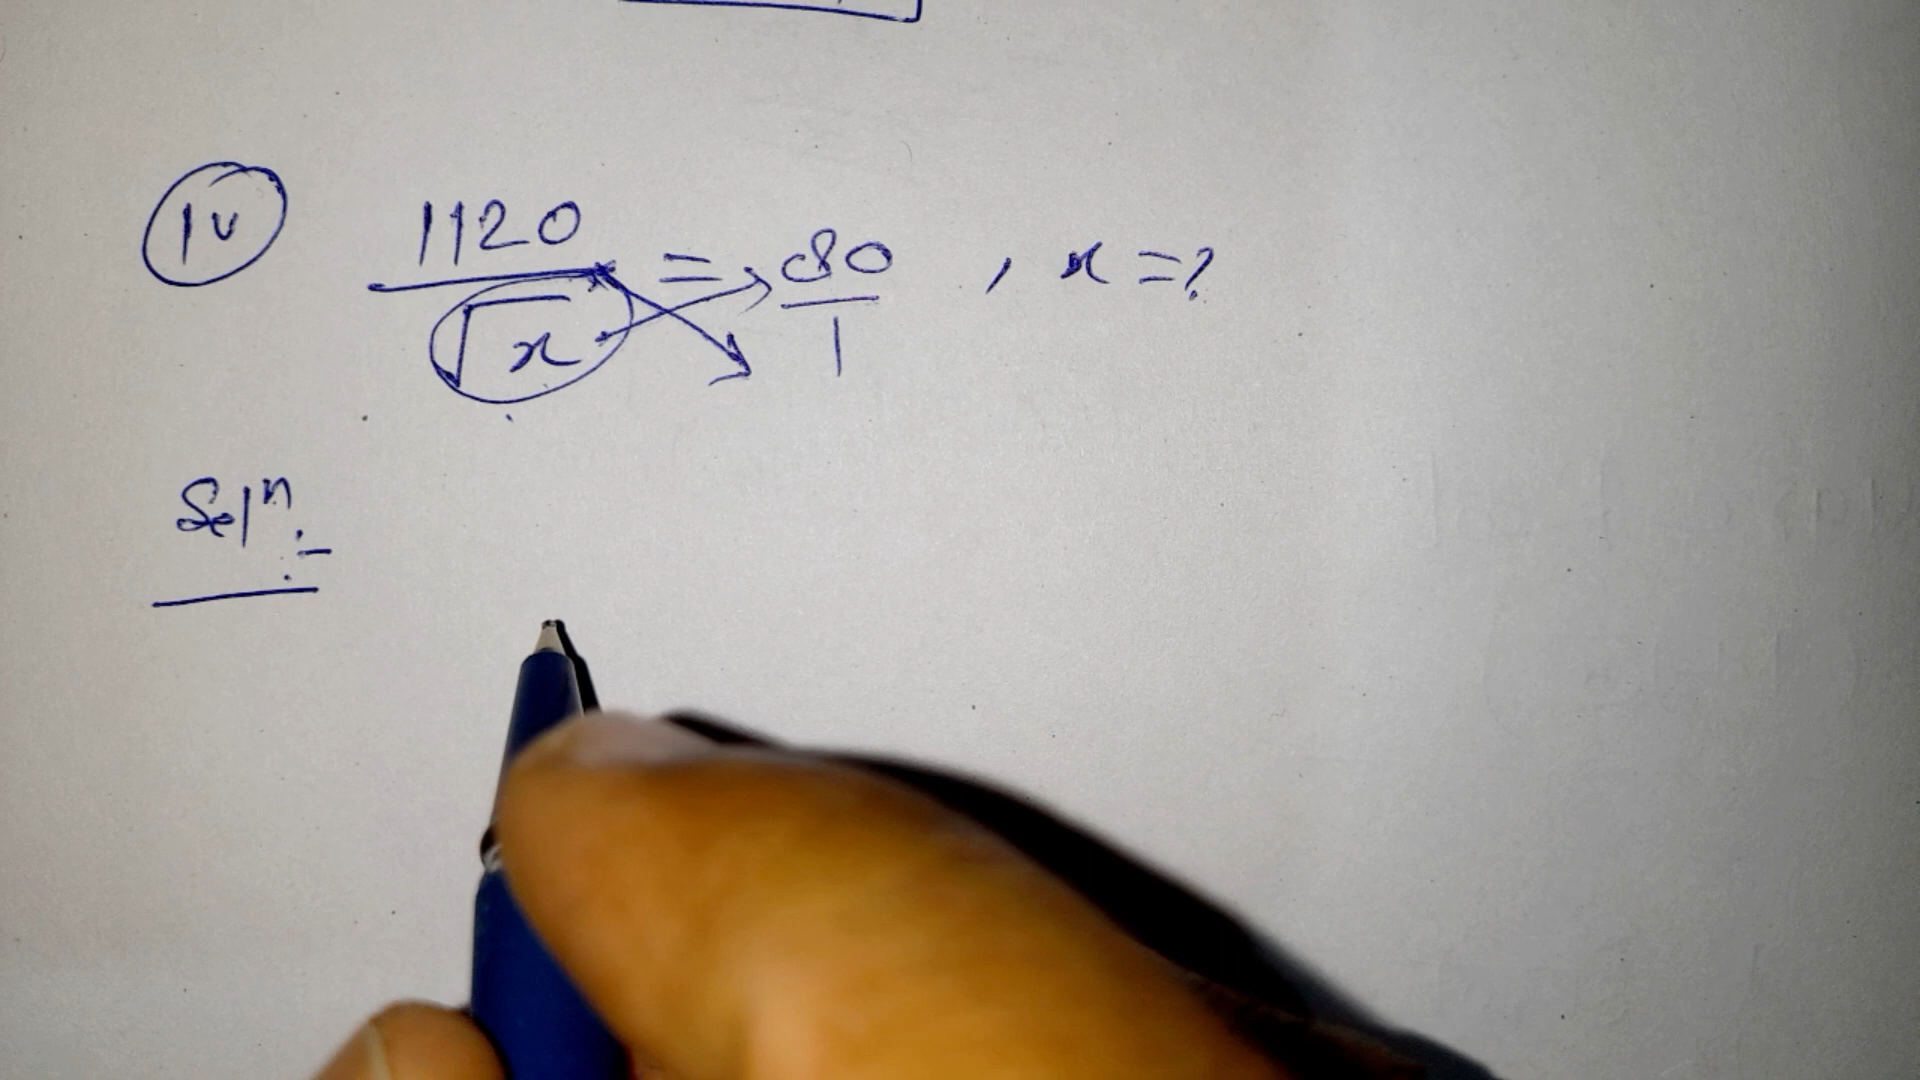 iv 1120 / √x = 80 / 1 , x = ?
Solⁿ:-